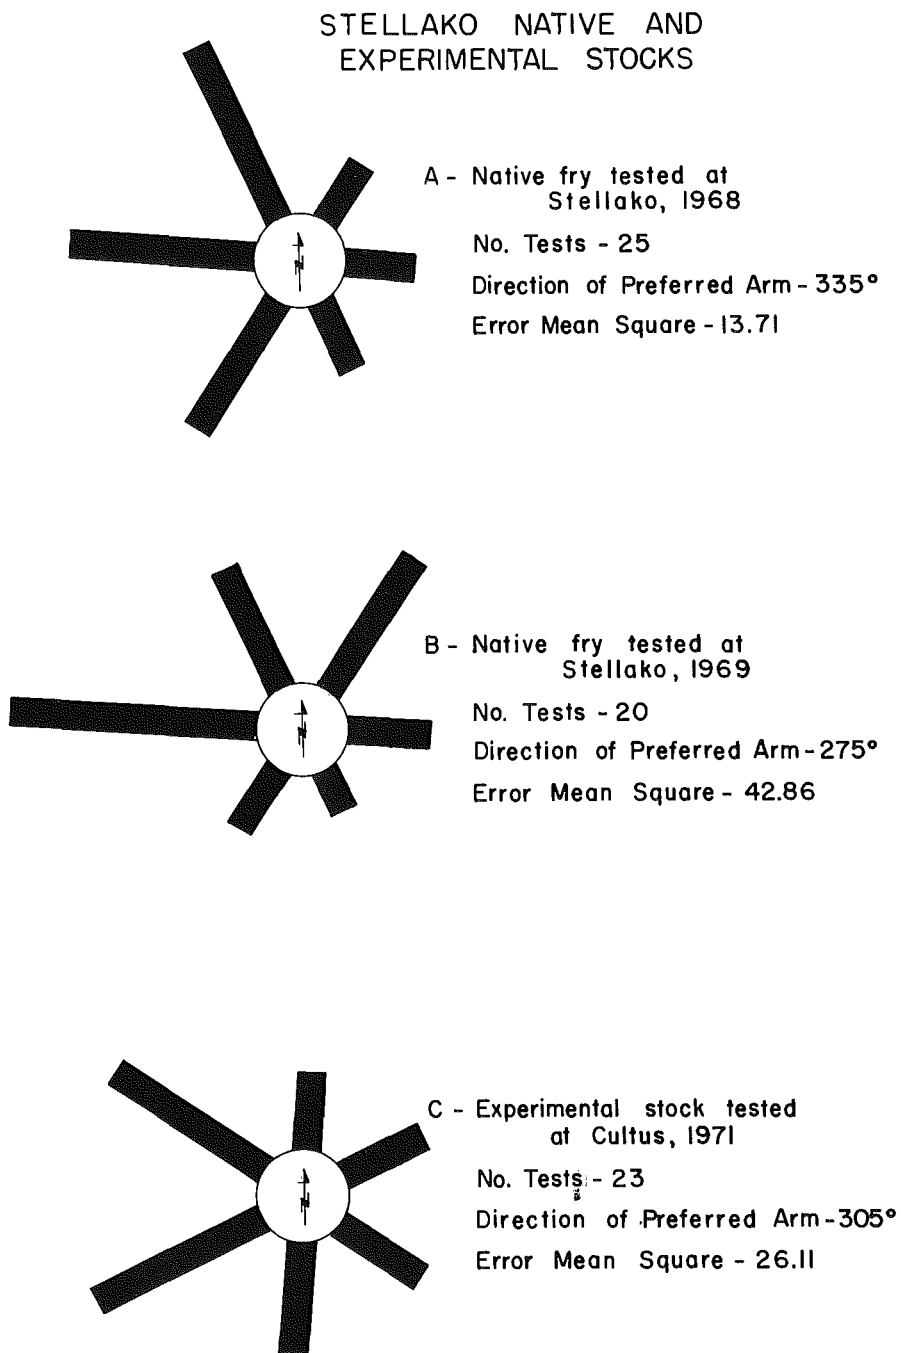 STELLAKO NATIVE AND
EXPERIMENTAL STOCKS
A - Native fry tested at
Stellako, 1968
No. Tests - 25
Direction of Preferred Arm - 335°
Error Mean Square - 13.71
B - Native fry tested at
Stellako, 1969
No. Tests - 20
Direction of Preferred Arm - 275°
Error Mean Square - 42.86
C - Experimental stock tested
at Cultus, 1971
No. Tests - 23
Direction of Preferred Arm - 305°
Error Mean Square - 26.11